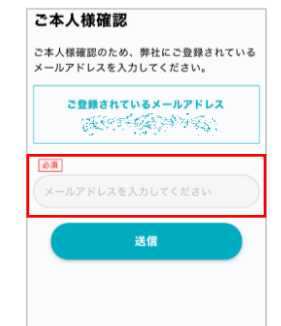 ご本人様確認
ご本人様確認のため、弊社にご登録されている
メールアドレスを入力してください。
ご登録されているメールアドレス
必須
メールアドレスを入力してください
送信